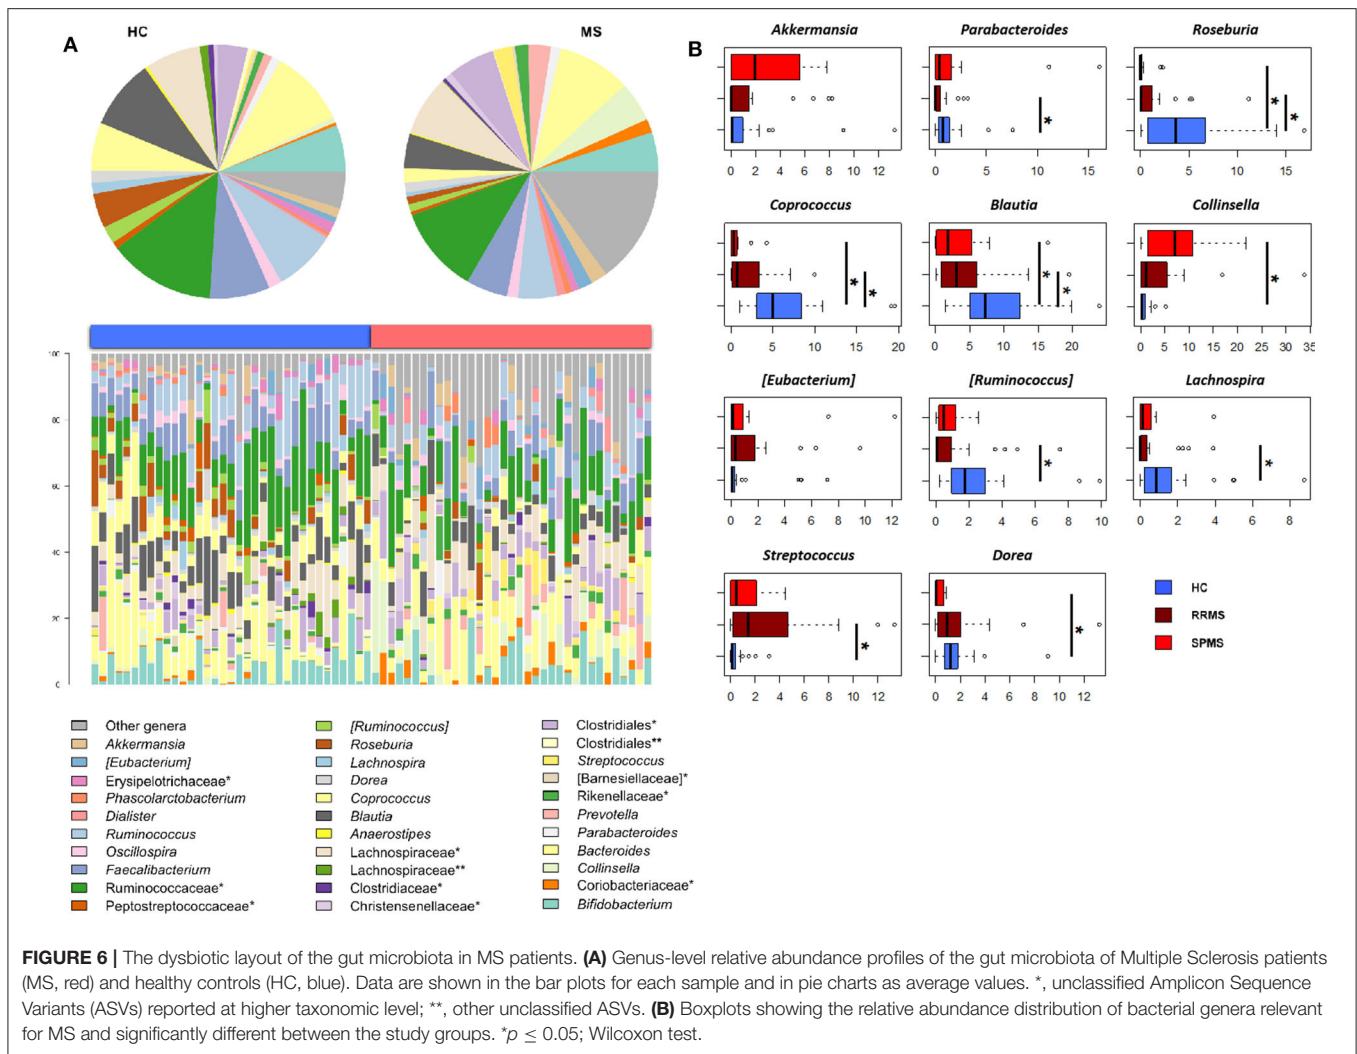 A
HC
MS
100
80
60
40
20
0
Other genera
Akkermansia
[Eubacterium]
Erysipelotrichaceae*
Phascolarctobacterium
Dialister
Ruminococcus
Oscillospira
Faecalibacterium
Ruminococcaceae*
Peptostreptococcaceae*
[Ruminococcus]
Roseburia
Lachnospira
Dorea
Coprococcus
Blautia
Anaerostipes
Lachnospiraceae*
Lachnospiraceae**
Clostridiaceae*
Christensenellaceae*
Clostridiales*
Clostridiales**
Streptococcus
[Barnesiellaceae]*
Rikenellaceae*
Prevotella
Parabacteroides
Bacteroides
Collinsella
Coriobacteriaceae*
Bifidobacterium
B
Akkermansia
0 2 4 6 8 10 12
Parabacteroides
*
0 5 10 15
Roseburia
* *
0 5 10 15
Coprococcus
* *
0 5 10 15 20
Blautia
* *
0 5 10 15 20
Collinsella
*
0 5 10 15 20 25 30 35
[Eubacterium]
0 2 4 6 8 10 12
[Ruminococcus]
*
0 2 4 6 8 10
Lachnospira
*
0 2 4 6 8
Streptococcus
*
0 2 4 6 8 10 12
Dorea
*
0 2 4 6 8 10 12
HC
RRMS
SPMS
FIGURE 6 | The dysbiotic layout of the gut microbiota in MS patients. (A) Genus-level relative abundance profiles of the gut microbiota of Multiple Sclerosis patients
(MS, red) and healthy controls (HC, blue). Data are shown in the bar plots for each sample and in pie charts as average values. *, unclassified Amplicon Sequence
Variants (ASVs) reported at higher taxonomic level; **, other unclassified ASVs. (B) Boxplots showing the relative abundance distribution of bacterial genera relevant
for MS and significantly different between the study groups. *p ≤ 0.05; Wilcoxon test.